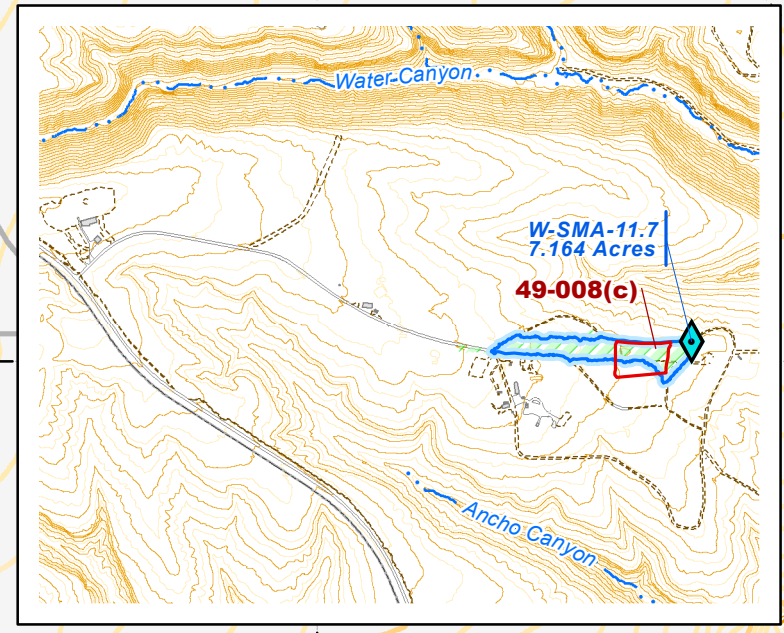 Water Canyon
W-SMA-11.7
7.164 Acres
49-008(c)
Ancho Canyon